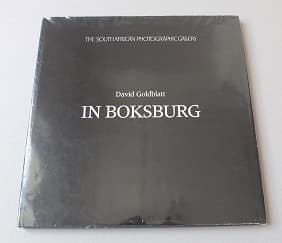 THE SOUTH AFRICAN PHOTOGRAPHIC GALLERY
David Goldblatt
IN BOKSBURG